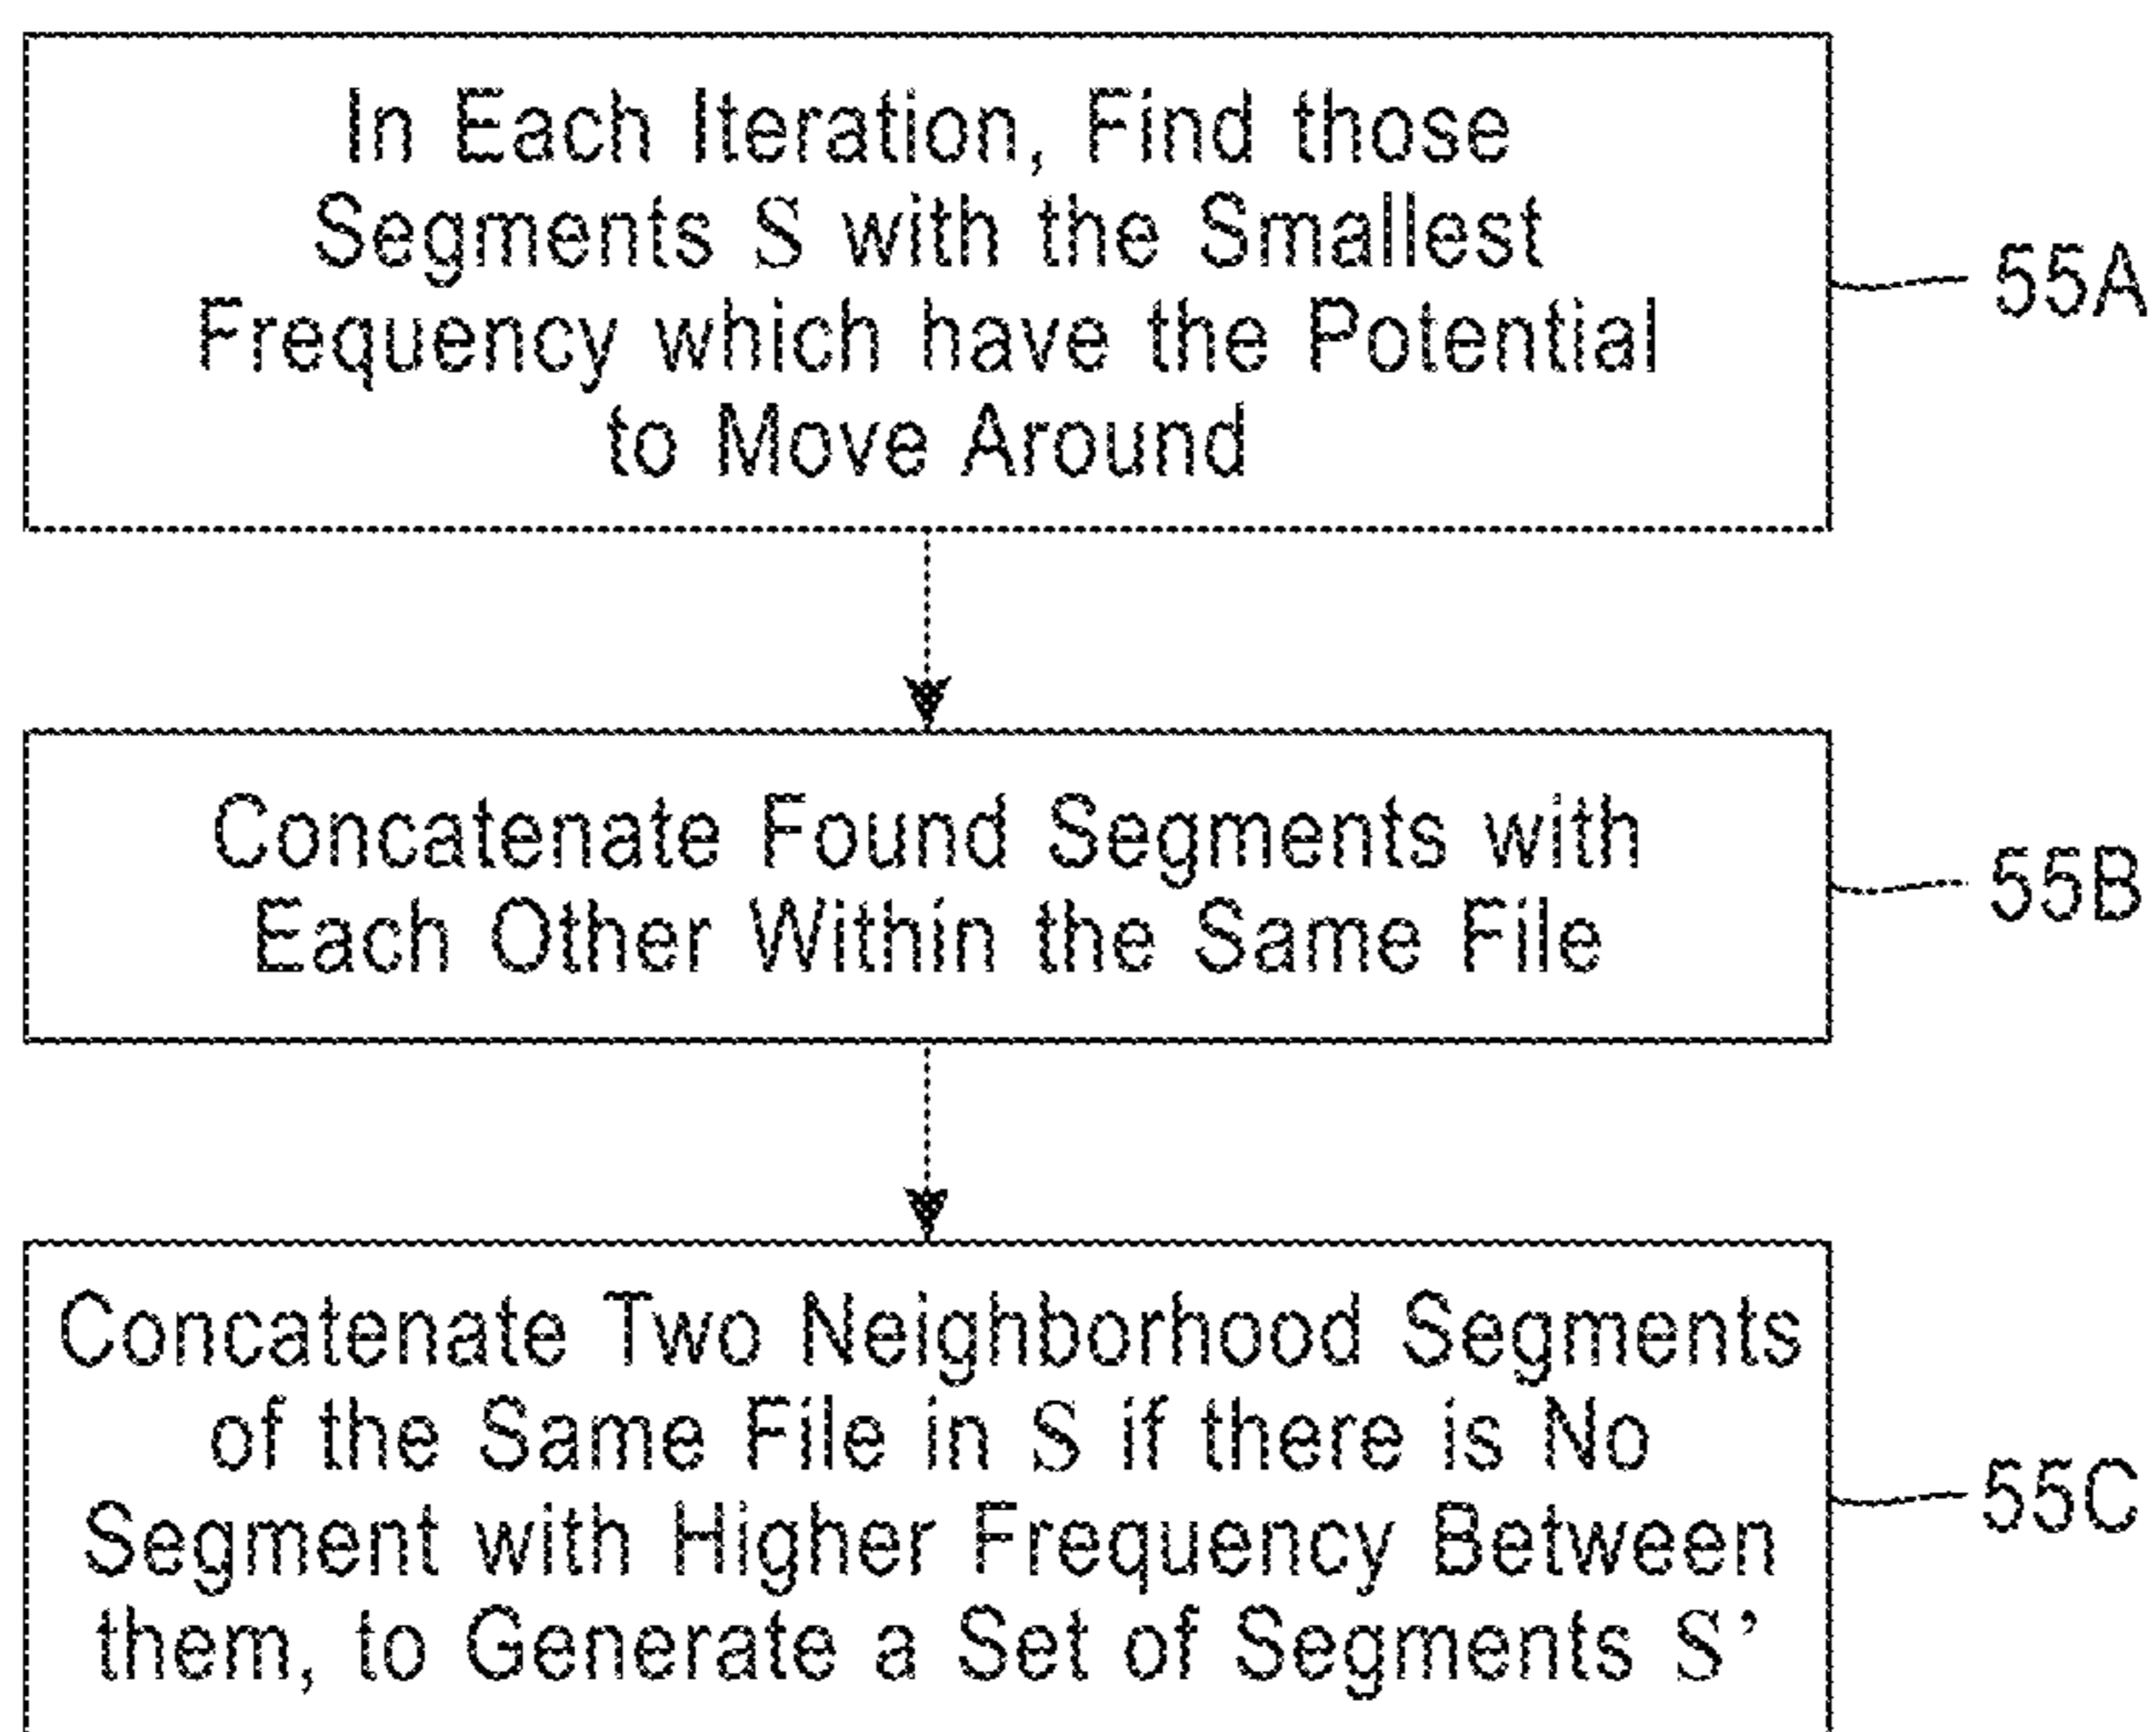 In Each Iteration, Find those
Segments S with the Smallest
Frequency which have the Potential
to Move Around
55A
Concatenate Found Segments with
Each Other Within the Same File
55B
Concatenate Two Neighborhood Segments
of the Same File in S if there is No
Segment with Higher Frequency Between
them, to Generate a Set of Segments S’
55C